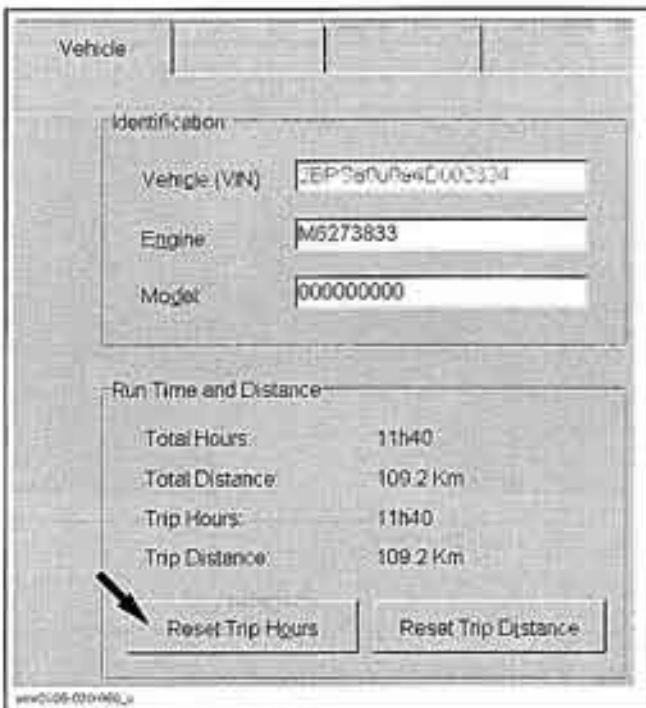 Vehicle
Identification
Vehicle (VIN)
Engine M6273833
Model 000000000
Run Time and Distance
Total Hours: 11h40
Total Distance 109.2 Km
Trip Hours: 11h40
Trip Distance: 109.2 Km
Reset Trip Hours Reset Trip Distance